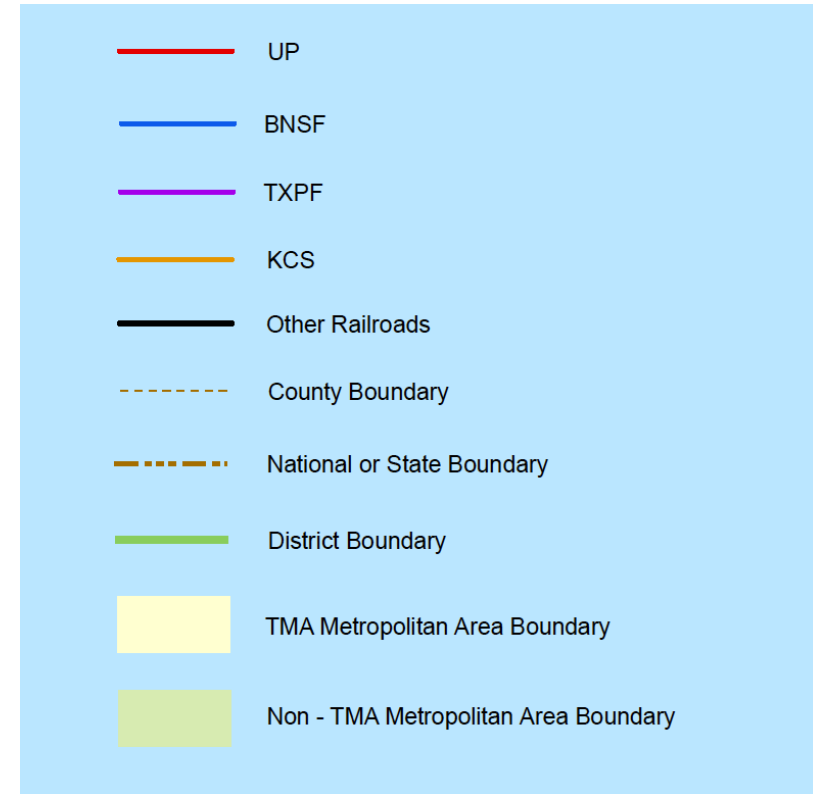 UP
BNSF
TXPF
KCS
Other Railroads
County Boundary
National or State Boundary
District Boundary
TMA Metropolitan Area Boundary
Non - TMA Metropolitan Area Boundary